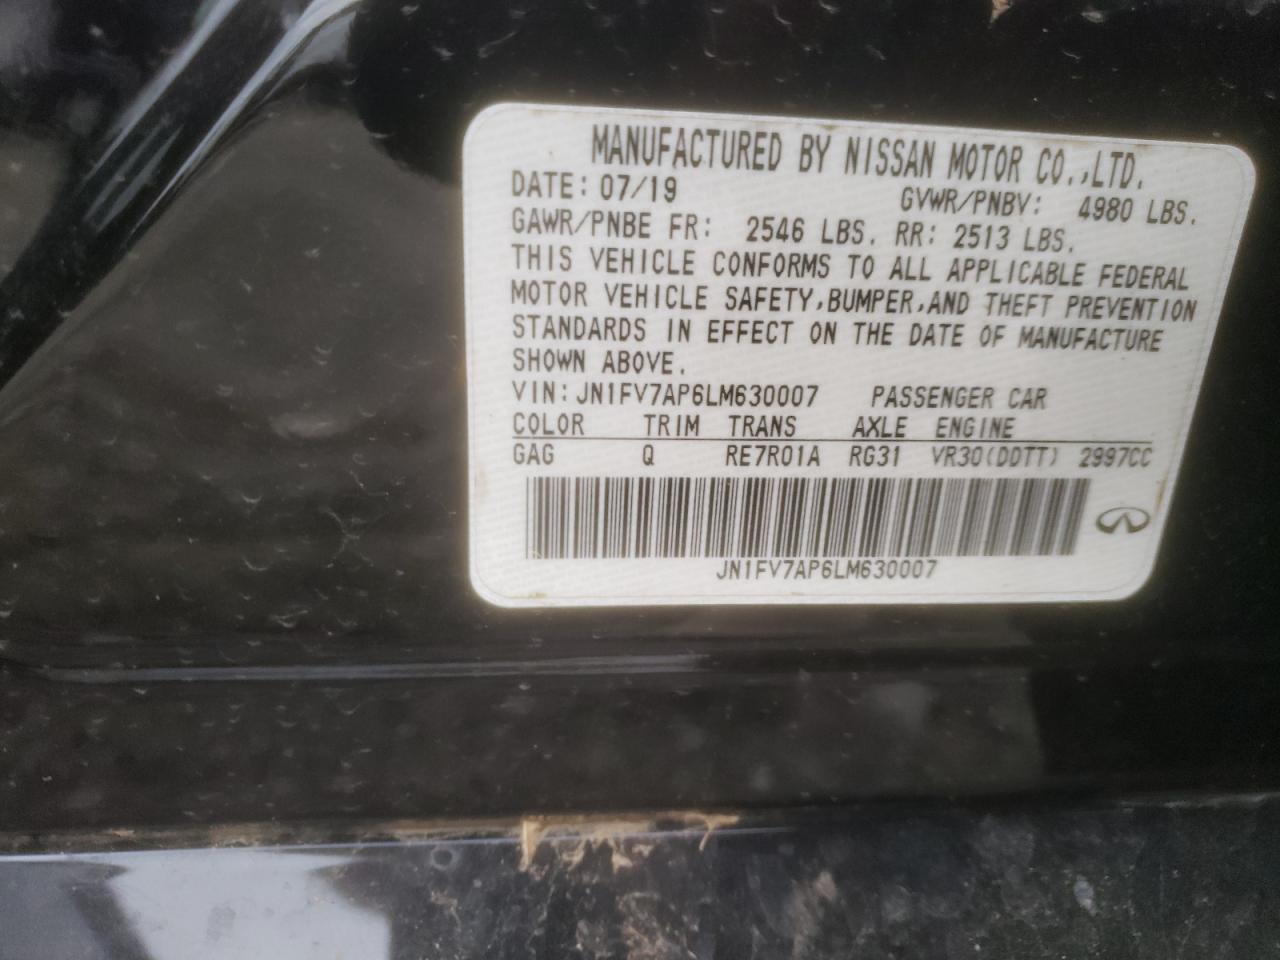 MANUFACTURED BY NISSAN MOTOR CO.,LTD.
DATE: 07/19 GVWR/PNBV: 4980 LBS.
GAWR/PNBE FR: 2546 LBS. RR: 2513 LBS.
THIS VEHICLE CONFORMS TO ALL APPLICABLE FEDERAL
MOTOR VEHICLE SAFETY,BUMPER,AND THEFT PREVENTION
STANDARDS IN EFFECT ON THE DATE OF MANUFACTURE
SHOWN ABOVE.
VIN:JN1FV7AP6LM630007 PASSENGER CAR
COLOR TRIM TRANS AXLE ENGINE
GAG Q RE7R01A RG31 VR30(DDTT) 2997CC
JN1FV7AP6LM630007